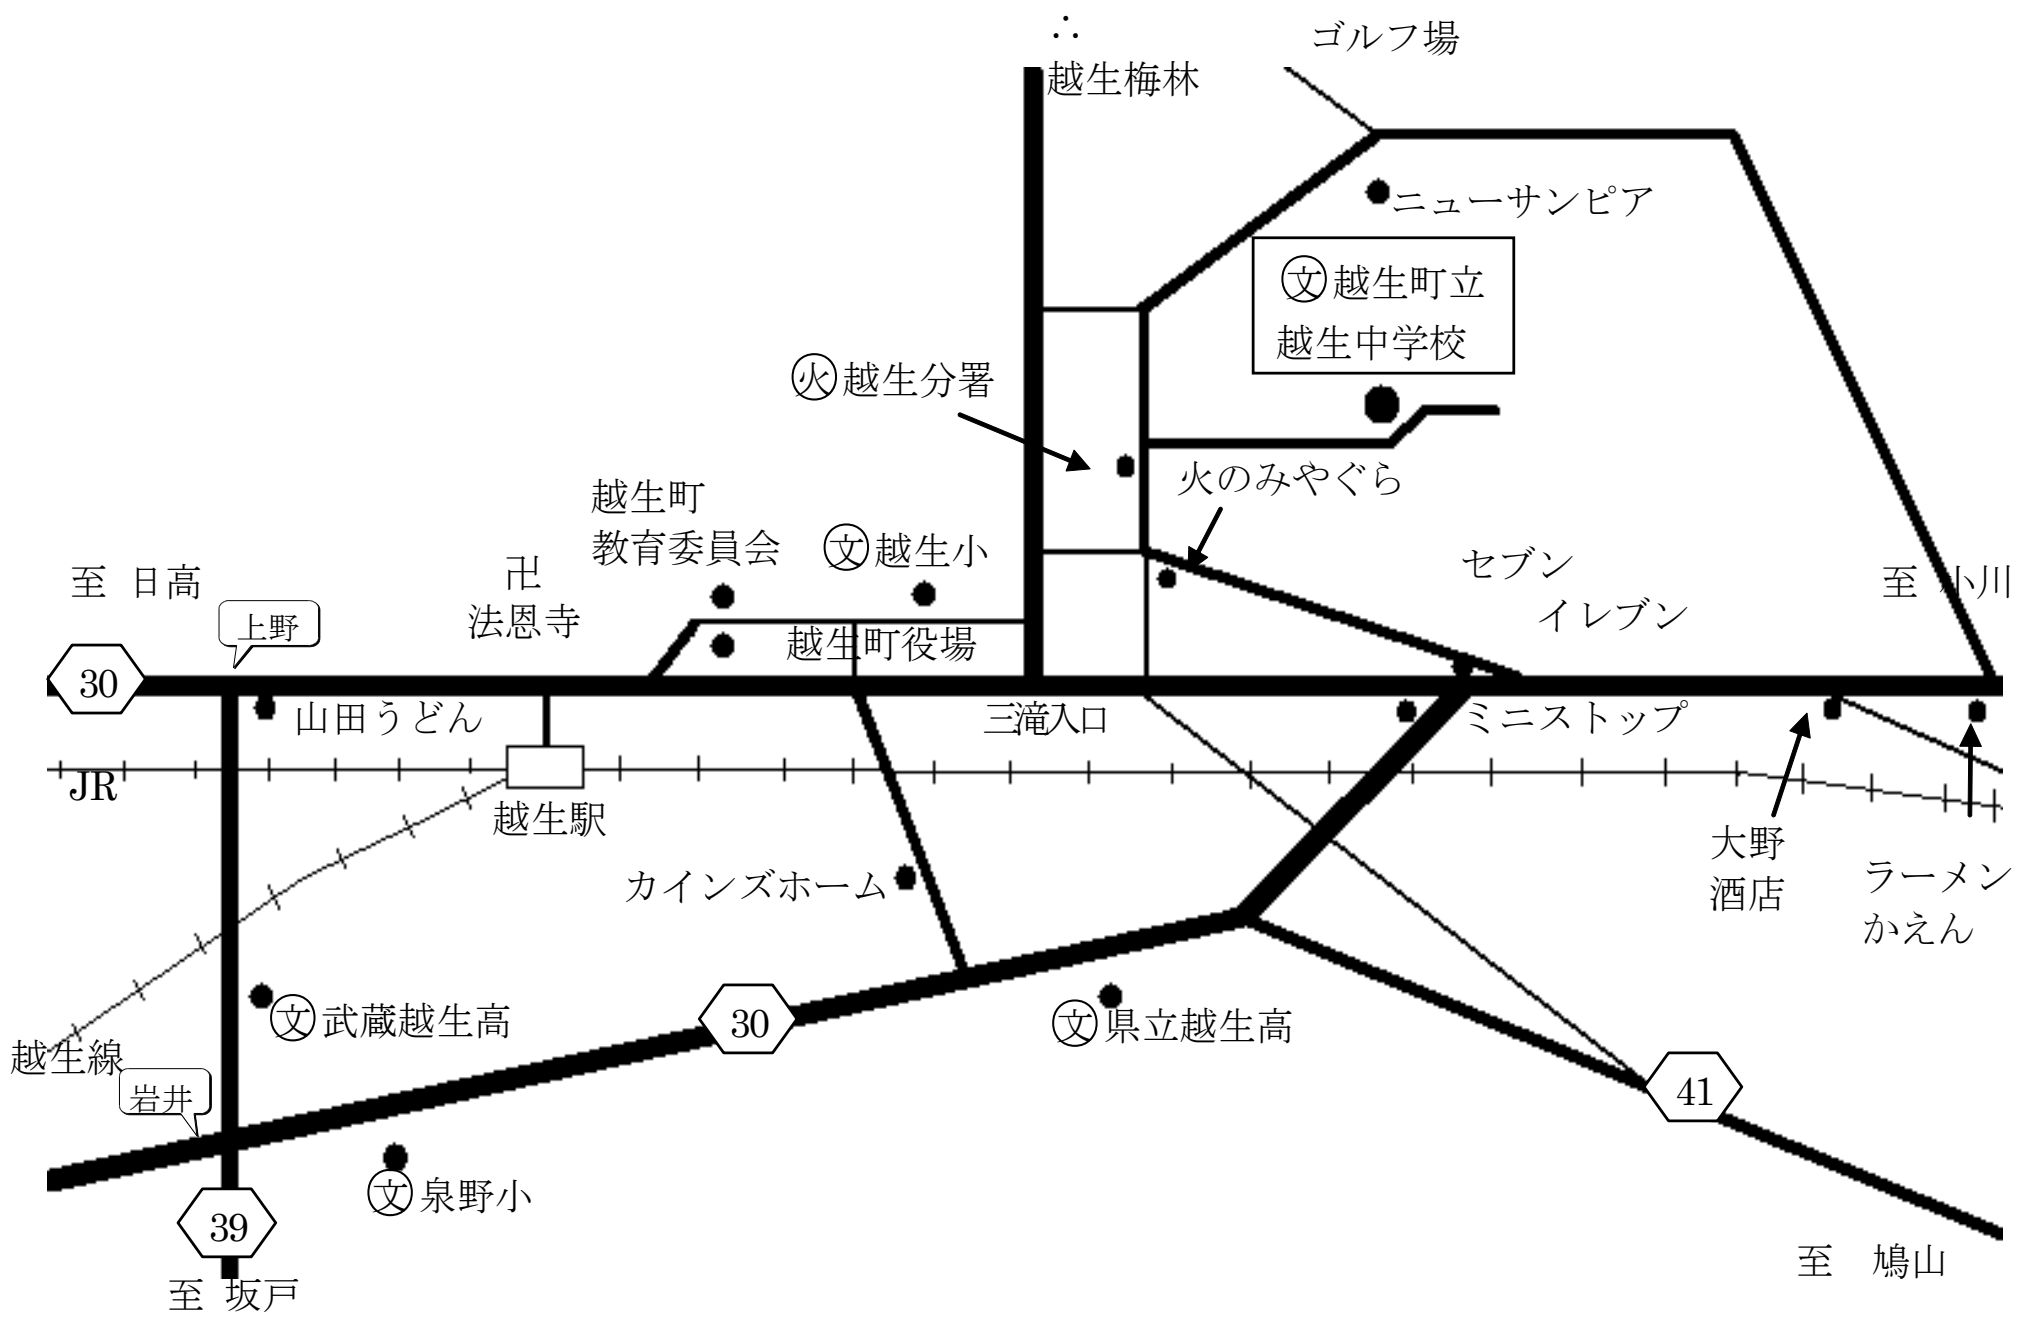 ∴
ゴルフ場
越生梅林
ニューサンピア
文越生町立
越生中学校
火越生分署
火のみやぐら
越生町
教育委員会
文越生小
卍
法恩寺
至 日高
上野
セブン
イレブン
至 小川
越生町役場
30
山田うどん
三滝入口
ミニストップ
JR
越生駅
大野
酒店
ラーメン
かえん
カインズホーム
文武蔵越生高
30
文県立越生高
越生線
岩井
41
文泉野小
39
至 鳩山
至 坂戸